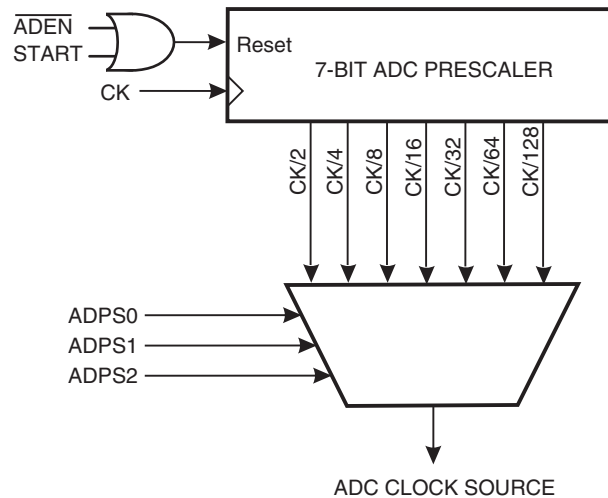 ADEN
START
Reset
CK
7-BIT ADC PRESCALER
CK/2
CK/4
CK/8
CK/16
CK/32
CK/64
CK/128
ADPS0
ADPS1
ADPS2
ADC CLOCK SOURCE